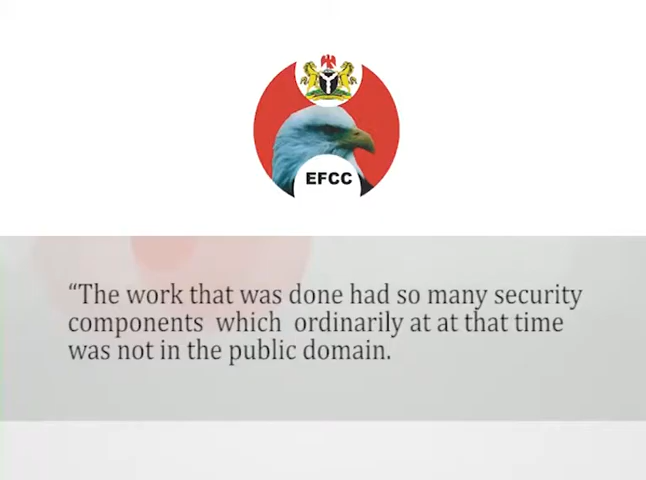 EFCC
“The work that was done had so many security
components which ordinarily at at that time
was not in the public domain.